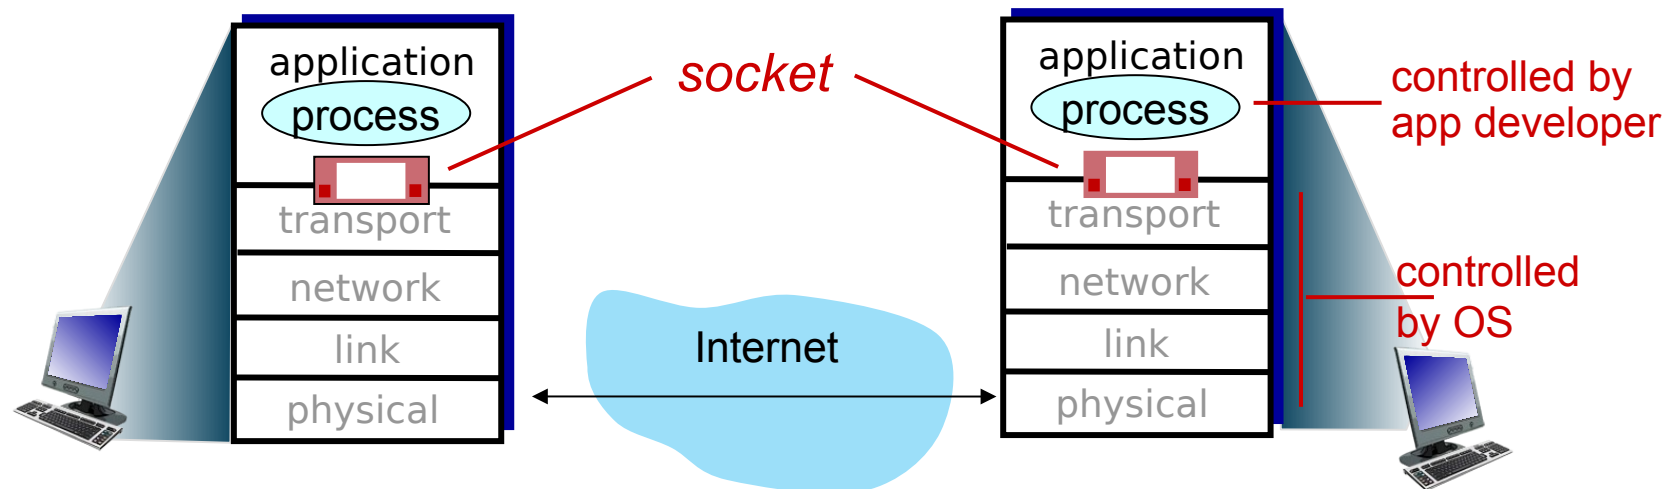 application
process
transport
network
link
physical
socket
Internet
application
process
transport
network
link
physical
controlled by
app developer
controlled
by OS